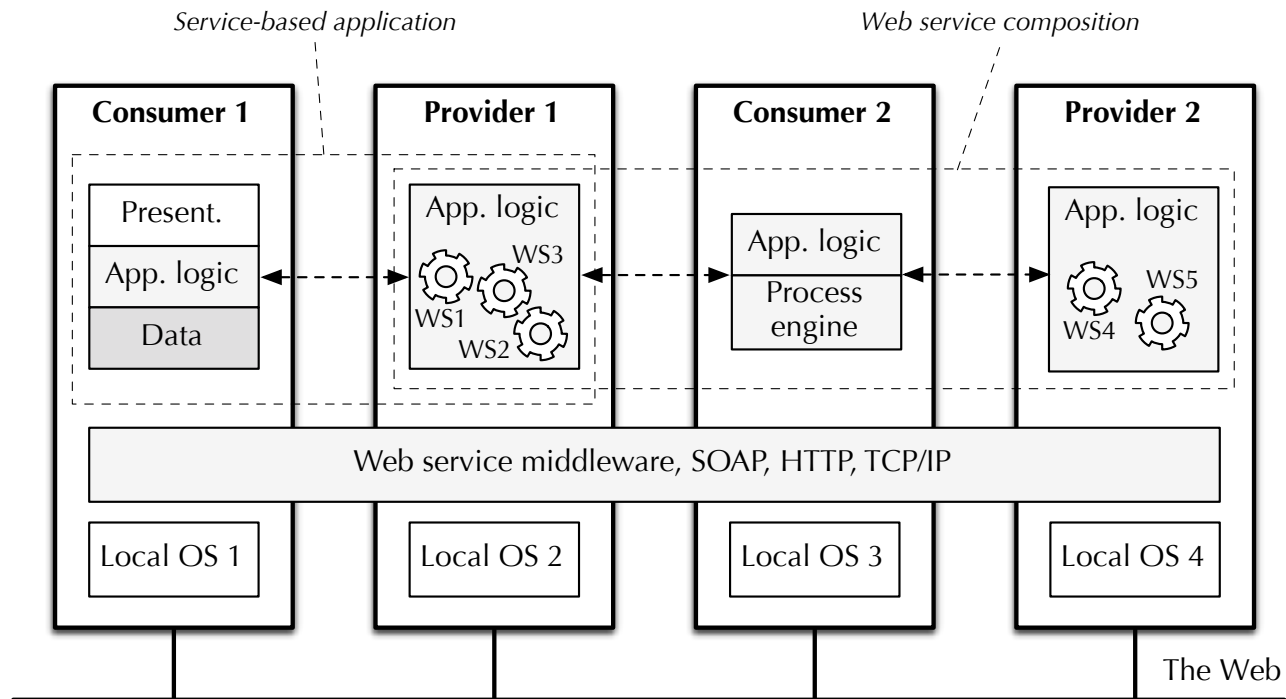 Service-based application
Web service composition
Consumer 1
Provider 1
Consumer 2
Provider 2
Present.
App. logic
Data
App. logic
WS3
WS1
WS2
App. logic
Process
engine
App. logic
WS5
WS4
Web service middleware, SOAP, HTTP, TCP/IP
Local OS 1
Local OS 2
Local OS 3
Local OS 4
The Web